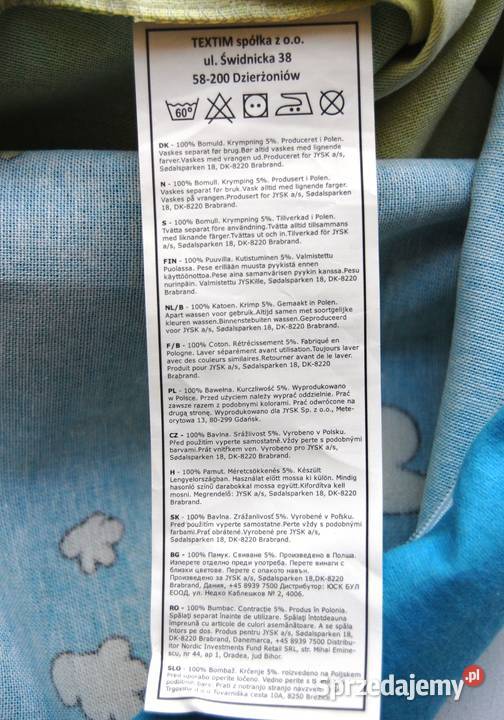 TEXTIM spółka z o.o.
ul. Świdnicka 38
58-200 Dzierżoniów
60°
DK - 100% Bomuld. Krympning 5%. Produceret i Polen.
Vaskes separat før brug.Bør altid vaskes med lignende
farver.Vaskes med vrangen ud.Produceret for JYSK a/s,
Sødalsparken 18, DK-8220 Brabrand.
N - 100% Bomull. Krymping 5%. Produsert i Polen.
Vaskes separat før bruk.Vask alltid med lignende farger.
Vaskes på vrangen.Produsert for JYSK a/s, Sødalsparken
18, DK-8220 Brabrand.
S - 100% Bomull. Krympning 5%. Tillverkad i Polen.
Tvätta separat före användning.Tvätta alltid tillsammans
med liknande färger.Tvättas ut och in.Tillverkad för JYSK
a/s, Sødalsparken 18, DK-8220 Brabrand.
FIN - 100% Puuvilla. Kutistuminen 5%. Valmistettu
Puolassa. Pese erillään muusta pyykistä ennen
käyttöönottoa. Pese aina samanvärisen pyykin kanssa.Pesu
nurinpäin. Valmistettu JYSKille, Sødalsparken 18, DK-8220
Brabrand.
NL/B - 100% Katoen. Krimp 5%. Gemaakt in Polen.
Apart wassen voor gebruik.Altijd samen met soortgelijke
kleuren wassen.Binnenstebuiten wassen.Geproduceerd
voor JYSK a/s, Sødalsparken 18, DK-8220 Brabrand.
F/B - 100% Coton. Rétrécissement 5%. Fabriqué en
Pologne. Laver séparément avant utilisation.Toujours laver
avec des couleurs similaires.Retourner avant de le laver.
Produit pour JYSK a/s, Sødalsparken 18, DK-8220
Brabrand.
PL - 100% Bawełna. Kurczliwość 5%. Wyprodukowano
w Polsce. Przed użyciem należy wyprać oddzielnie. Prać
zawsze razem z podobnymi kolorami. Prać odwrócone na
drugą stronę. Wyprodukowano dla JYSK Sp. z o.o., Mete-
orytowa 13, 80-299 Gdańsk.
CZ - 100% Bavlna. Srážlivost 5%. Vyrobeno v Polsku.
Před použitím vyperte samostatně.Vždy perte s podobnými
barvami.Prát vnitřkem ven. Vyrobeno pro JYSK a/s,
Sødalsparken 18, DK-8220 Brabrand.
H - 100% Pamut. Méretcsökkenés 5%. Készült
Lengyelországban. Használat előtt mossa ki külön. Mindig
hasonló színű darabokkal mossa együtt.Kifordítva kell
mosni. Megrendelő: JYSK a/s, Sødalsparken 18, DK-8220
Brabrand.
SK - 100% Bavlna. Zrážanlivosť 5%. Vyrobené v Poľsku.
Pred použitím vyperte samostatne.Perte vždy s podobnými
farbami.Prať obrátené.Vyrobené pre JYSK a/s,
Sødalsparken 18, DK-8220 Brabrand.
BG - 100% Памук. Свиване 5%. Произведено в Полша.
Изперете отделно преди употреба. Перете винаги с
близки цветове. Перете с опакото навън.
Произведено за JYSK a/s, Sødalsparken 18,DK-8220
Brabrand, Дания, +45 8939 7500 Дистрибутор: ЮСК БУЛ
ЕООД, ул. Недко Каблешков № 2, 4006.
RO - 100% Bumbac. Contracţie 5%. Produs în Polonia.
Spălaţi separat înainte de utilizare. Spălaţi întotdeauna
împreună cu articole de culori asemănătoare. A se spăla
întors pe dos. Produs pentru JYSK a/s, Sødalsparken 18,
DK-8220 Brabrand, Danemarca, +45 8939 7500 Distribui-
tor Nordic Investments Fund Retail SRL, str. Mihai Emine-
scu, nr 44, ap 1, Oradea, jud Bihor.
SLO - 100% Bombaž. Krčenje 5%.
Pred uporabo operite ločeno. Vedno perite s
Prati z notranjo stranjo navzven.
Tovarniška cesta 10A, 8250
sprzedajemy.pl